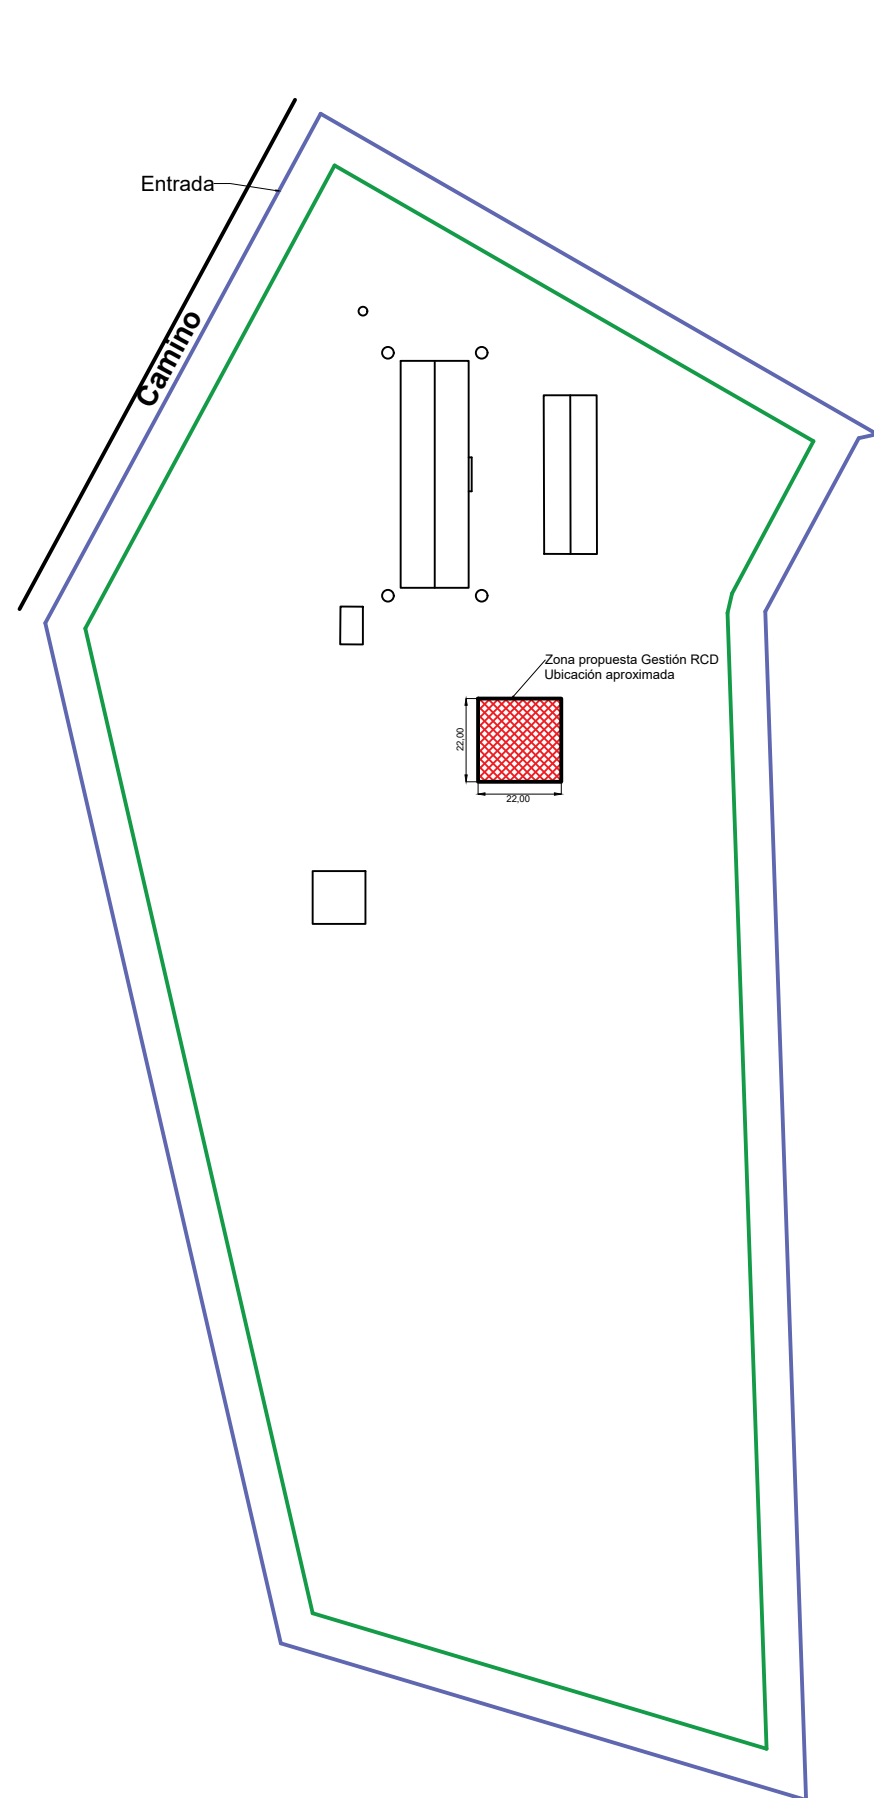 Entrada
Camino
Zona propuesta Gestión RCD
Ubicación aproximada
22,00
22,00